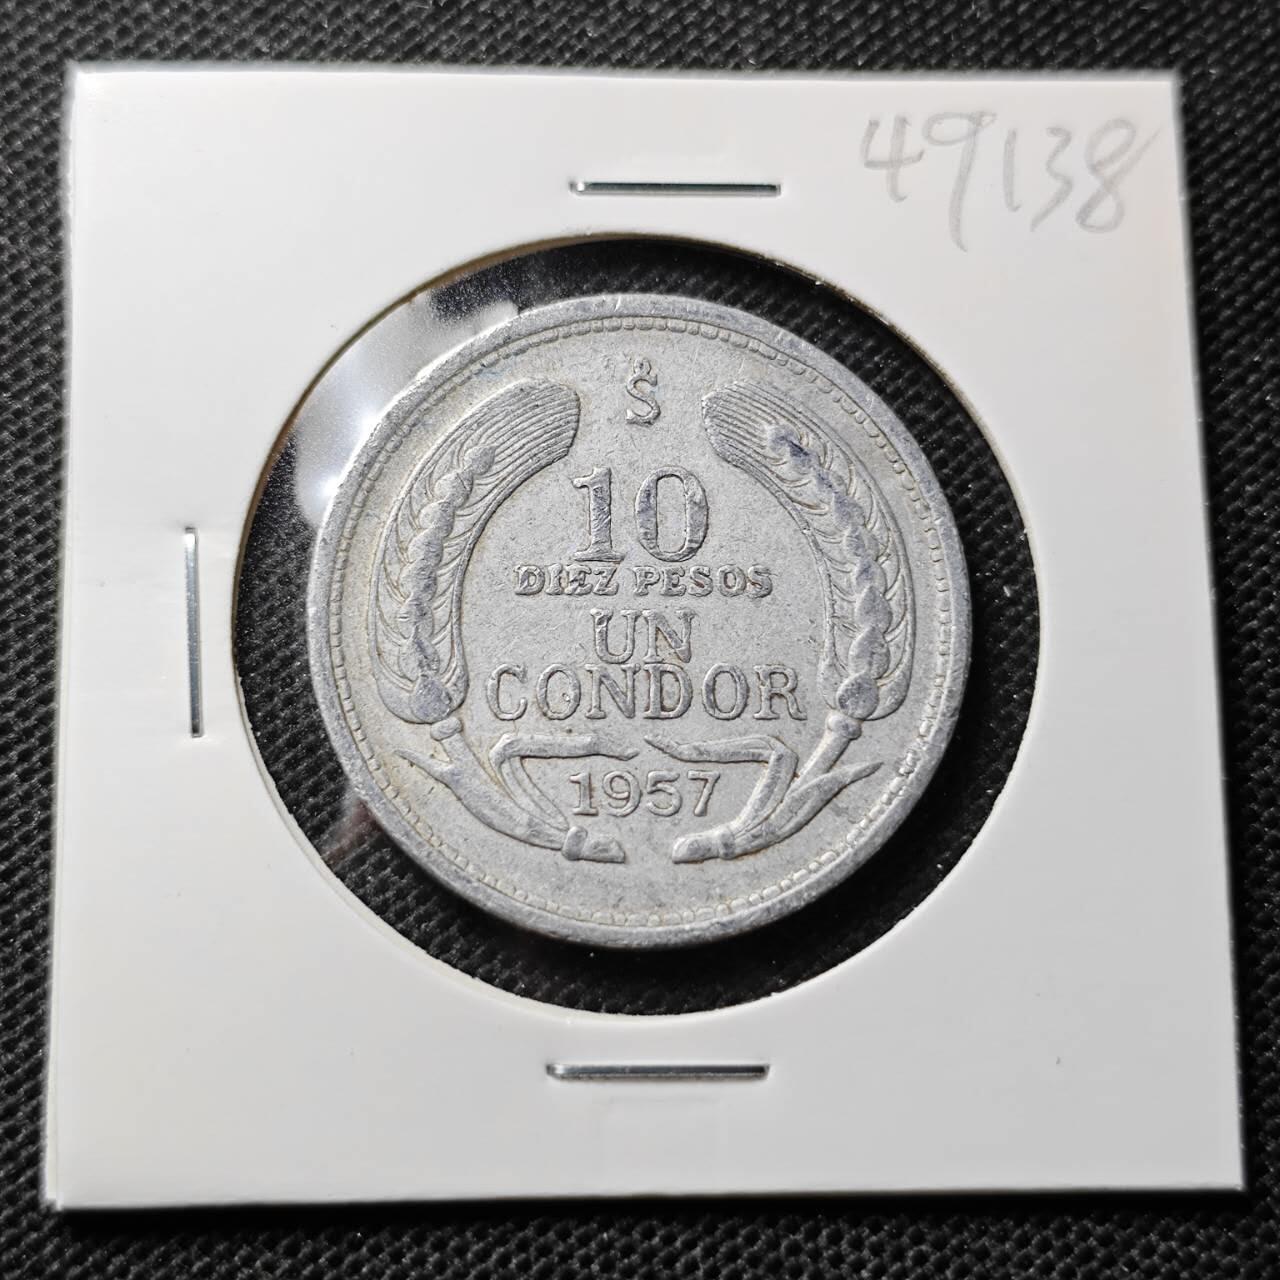 49138
S̊
10
DIEZ PESOS
UN
CONDOR
1957